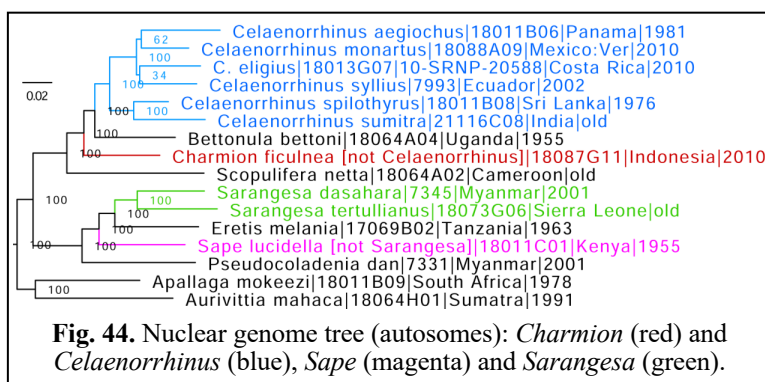 Celaenorrhinus aegiochus|18011B06|Panama|1981
62
Celaenorrhinus monartus|18088A09|Mexico:Ver|2010
100
C. eligius|18013G07|10-SRNP-20588|Costa Rica|2010
34
100
Celaenorrhinus syllius|7993|Ecuador|2002
0.02
Celaenorrhinus spilothyrus|18011B08|Sri Lanka|1976
100
100
Celaenorrhinus sumitra|21116C08|India|old
100
Bettonula bettoni|18064A04|Uganda|1955
100
Charmion ficulnea [not Celaenorrhinus]|18087G11|Indonesia|2010
Scopulifera netta|18064A02|Cameroon|old
Sarangesa dasahara|7345|Myanmar|2001
100
100
Sarangesa tertullianus|18073G06|Sierra Leone|old
Eretis melania|17069B02|Tanzania|1963
100
100
Sape lucidella [not Sarangesa]|18011C01|Kenya|1955
100
Pseudocoladenia dan|7331|Myanmar|2001
Apallaga mokeezi|18011B09|South Africa|1978
100
Aurivittia mahaca|18064H01|Sumatra|1991
Fig. 44. Nuclear genome tree (autosomes): Charmion (red) and
Celaenorrhinus (blue), Sape (magenta) and Sarangesa (green).